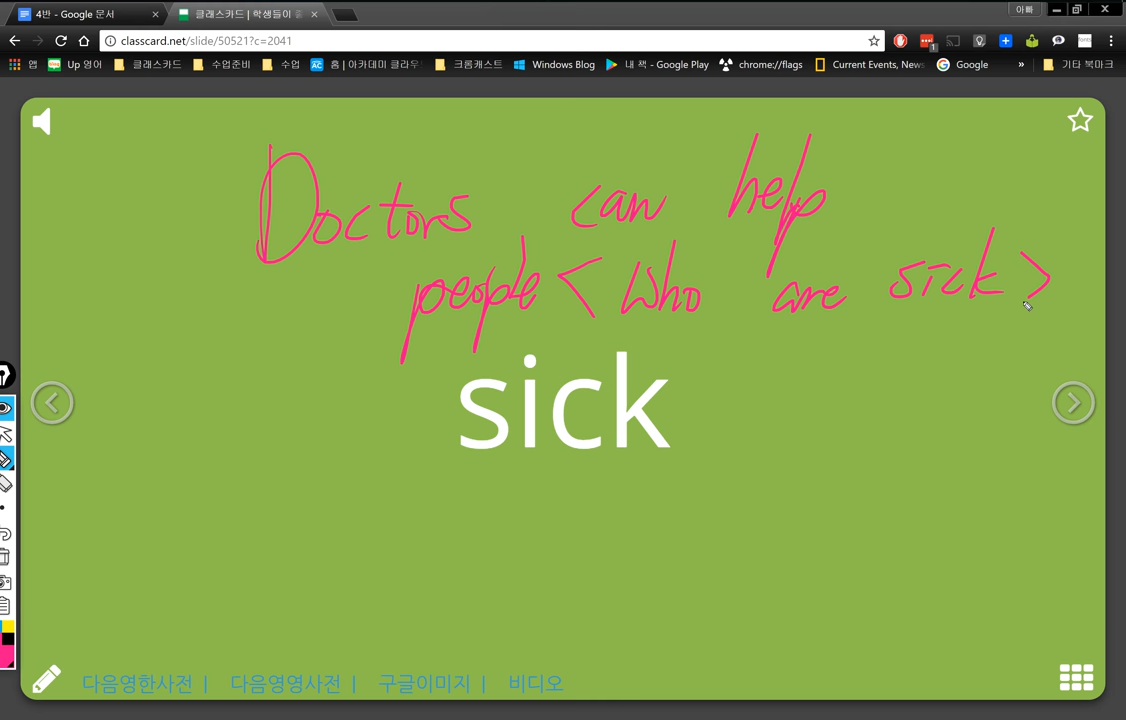 4반 - Google 문서
클래스카드 | 학생들이 좋
아빠
classcard.net/slide/50521?c=2041
앱 Up 영어 클래스카드 수업준비 수업 홈 | 아카데미 클라우 크롬캐스트 Windows Blog 내 책 - Google Play chrome://flags Current Events, News Google » 기타 북마크
Doctors can help
people < who are sick >
sick
다음영한사전 | 다음영영사전 | 구글이미지 | 비디오